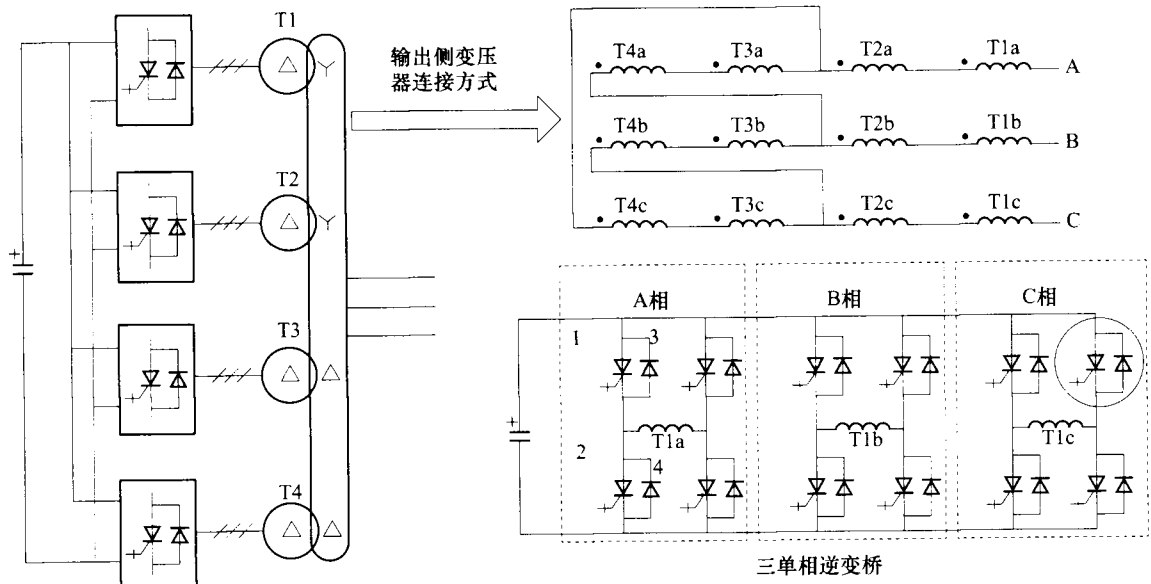 T1
T2
T3
T4
输出侧变压
器连接方式
T4a T3a T2a T1a A
T4b T3b T2b T1b B
T4c T3c T2c T1c C
A相 B相 C相
1 3
T1a T1b T1c
2 4
三单相逆变桥